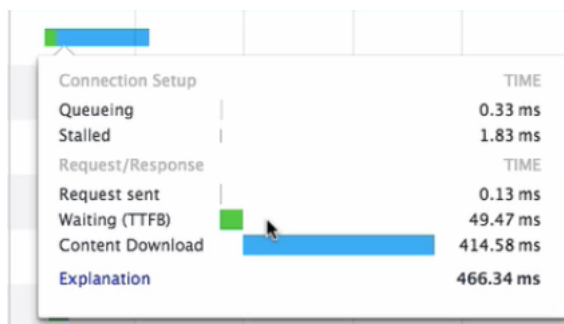 Connection Setup TIME
Queueing 0.33 ms
Stalled 1.83 ms
Request/Response TIME
Request sent 0.13 ms
Waiting (TTFB) 49.47 ms
Content Download 414.58 ms
Explanation 466.34 ms